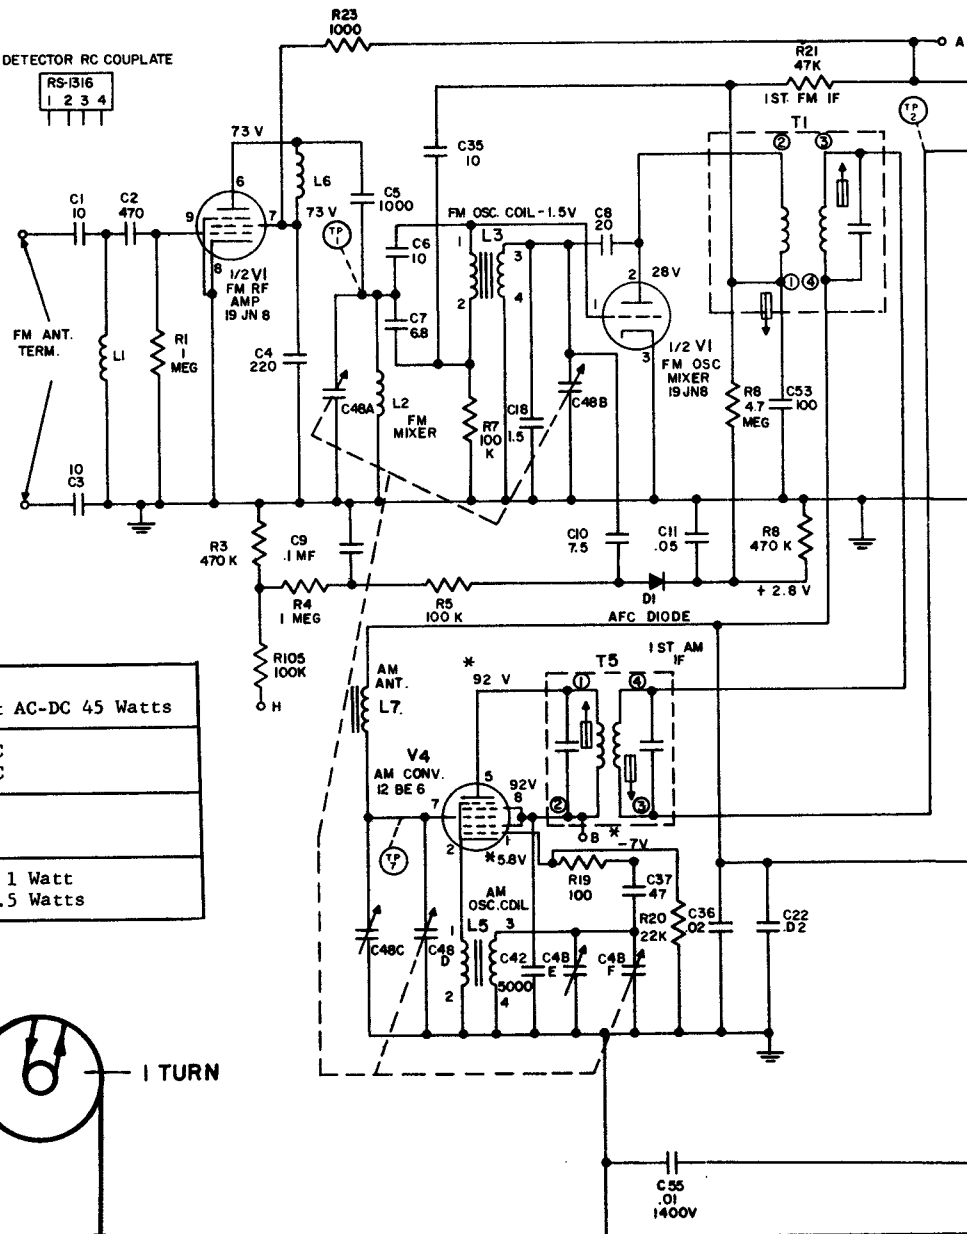 R23
1000
A
DETECTOR RC COUPLATE
RS-1316
1 2 3 4
R21
47K
1ST FM IF
TP
2
T1
2
3
73 V
C35
10
6
L6
C5
1000
C1
10
C2
470
9
7
73 V
TP
1
FM OSC. COIL -1.5V
C8
20
C6
10
1
L3
3
8
1/2 V1
FM RF
AMP
19 JN 8
2
4
2
28V
1
1 4
FM ANT.
TERM.
L1
R1
1
MEG
C4
220
C7
6.8
3
1/2 V1
FM OSC
MIXER
19JN8
C48A
L2
FM
MIXER
R7
100
K
C18
1.5
C48B
R6
4.7
MEG
C53
100
10
C3
R3
470 K
C9
.1 MF
C10
7.5
C11
.05
R8
470 K
R4
1 MEG
R5
100 K
D1
+ 2.8 V
AFC DIODE
R105
100K
H
AM
ANT.
L7.
*
92 V
T5
1ST AM
IF
1
4
AC-DC 45 Watts
C
C
V4
AM CONV.
12 BE 6
5
92V
8
7
2
1
2
3
B
*
-7V
*5.8V
TP
7
R19
100
C37
47
1 Watt
.5 Watts
AM
OSC.COIL
L5
1
3
R20
22K
C36
.02
C22
.02
C48C
C48
D
2
4
C42
5000
C48
E
C48
F
1 TURN
C55
.01
1400V